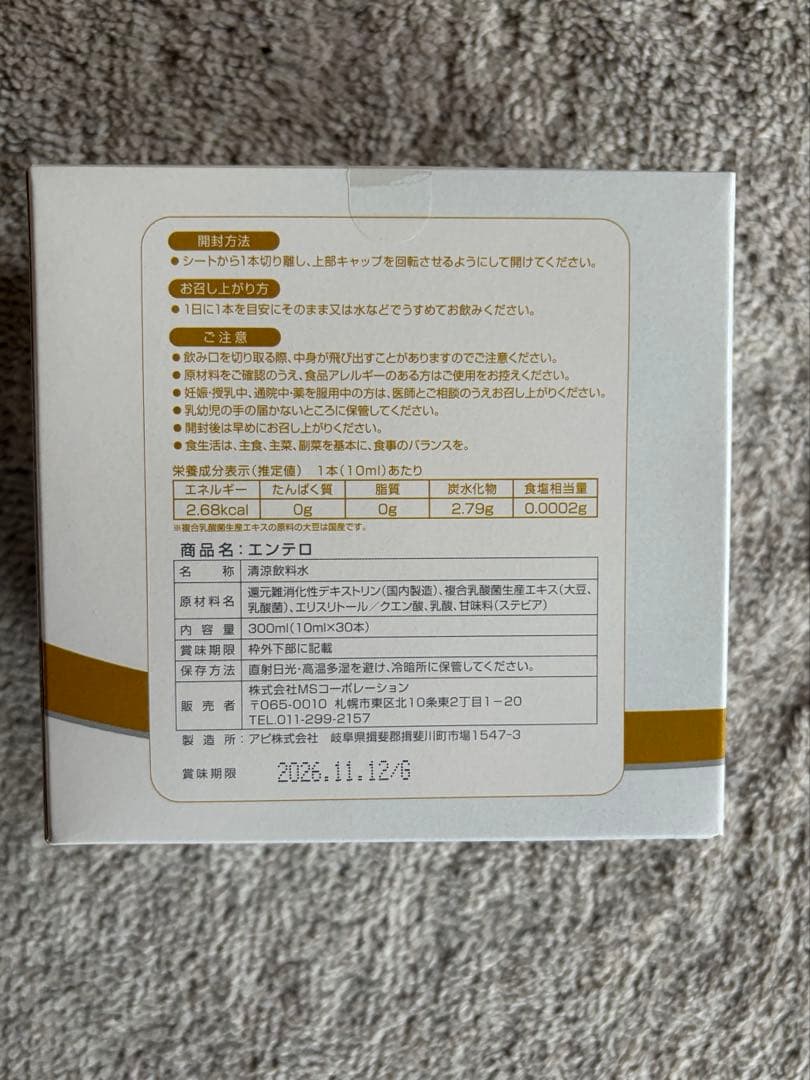 開封方法
●シートから1本切り離し、上部キャップを回転させるようにして開けてください。
お召し上がり方
●1日に1本を目安にそのまま又は水などでうすめてお飲みください。
ご注意
●飲み口を切り取る際、中身が飛び出すことがありますのでご注意ください。
●原材料をご確認のうえ、食品アレルギーのある方はご使用をお控えください。
●妊娠・授乳中、通院中・薬を服用中の方は、医師とご相談のうえお召し上がりください。
●乳幼児の手の届かないところに保管してください。
●開封後は早めにお召し上がりください。
●食生活は、主食、主菜、副菜を基本に、食事のバランスを。
栄養成分表示(推定値) 1本(10ml)あたり
エネルギー たんぱく質 脂質 炭水化物 食塩相当量
2.68kcal 0g 0g 2.79g 0.0002g
※複合乳酸菌生産エキスの原料の大豆は国産です。
商品名:エンテロ
名称 清涼飲料水
原材料名 還元難消化性デキストリン(国内製造)、複合乳酸菌生産エキス(大豆、
乳酸菌)、エリスリトール/クエン酸、乳酸、甘味料(ステビア)
内容量 300ml(10ml×30本)
賞味期限 枠外下部に記載
保存方法 直射日光・高温多湿を避け、冷暗所に保管してください。
販売者 株式会社MSコーポレーション
〒065-0010 札幌市東区北10条東2丁目1-20
TEL.011-299-2157
製造所:アピ株式会社 岐阜県揖斐郡揖斐川町市場1547-3
賞味期限 2026.11.12/G